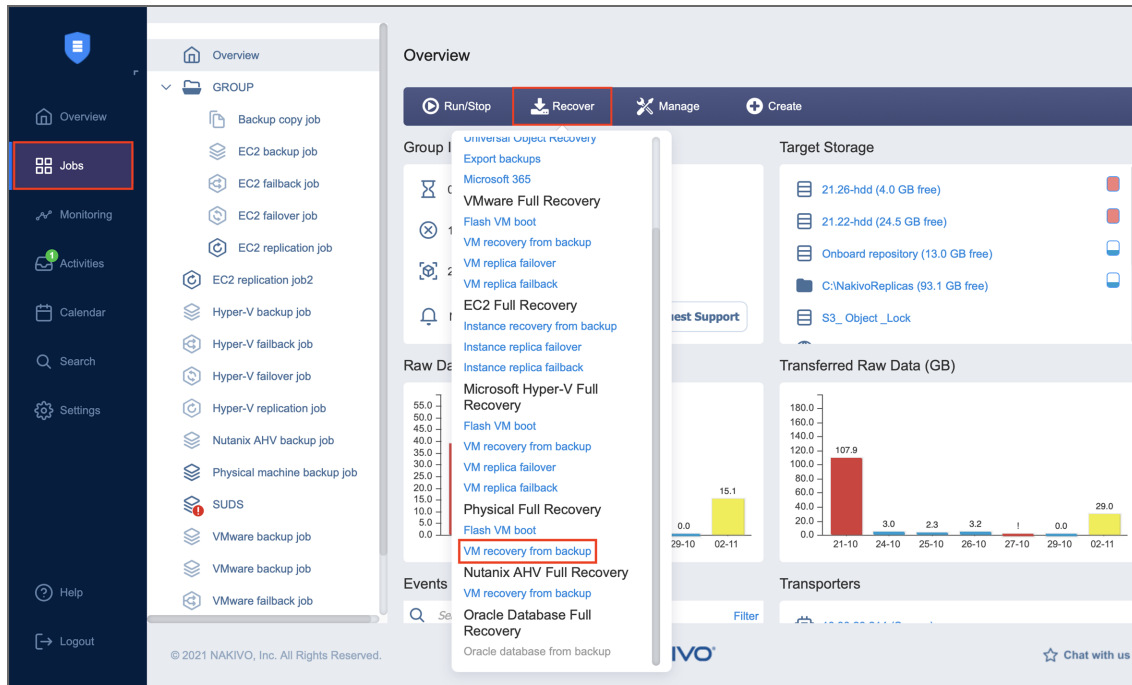 Overview
Jobs
Monitoring
1
Activities
Calendar
Search
Settings
Help
Logout
Overview
GROUP
Backup copy job
EC2 backup job
EC2 failback job
EC2 failover job
EC2 replication job
EC2 replication job2
Hyper-V backup job
Hyper-V failback job
Hyper-V failover job
Hyper-V replication job
Nutanix AHV backup job
Physical machine backup job
SUDS
VMware backup job
VMware backup job
VMware failback job
Overview
Run/Stop
Recover
Manage
Create
Group I
Universal Object Recovery
Export backups
Microsoft 365
VMware Full Recovery
Flash VM boot
VM recovery from backup
VM replica failover
VM replica failback
EC2 Full Recovery
Instance recovery from backup
Instance replica failover
Instance replica failback
Microsoft Hyper-V Full
Recovery
Flash VM boot
VM recovery from backup
VM replica failover
VM replica failback
Physical Full Recovery
Flash VM boot
VM recovery from backup
Nutanix AHV Full Recovery
VM recovery from backup
Oracle Database Full
Recovery
Oracle database from backup
est Support
Raw Da
55.0
50.0
45.0
40.0
35.0
30.0
25.0
20.0
15.0
10.0
5.0
0.0
0.0
15.1
29-10 02-11
Events
Filter
Target Storage
21.26-hdd (4.0 GB free)
21.22-hdd (24.5 GB free)
Onboard repository (13.0 GB free)
C:\NakivoReplicas (93.1 GB free)
S3_ Object _Lock
Transferred Raw Data (GB)
180.0
160.0
140.0
120.0
100.0
80.0
60.0
40.0
20.0
0.0
107.9
3.0
2.3
3.2
!
0.0
29.0
21-10 24-10 25-10 26-10 27-10 29-10 02-11
Transporters
© 2021 NAKIVO, Inc. All Rights Reserved.
IVO
Chat with us